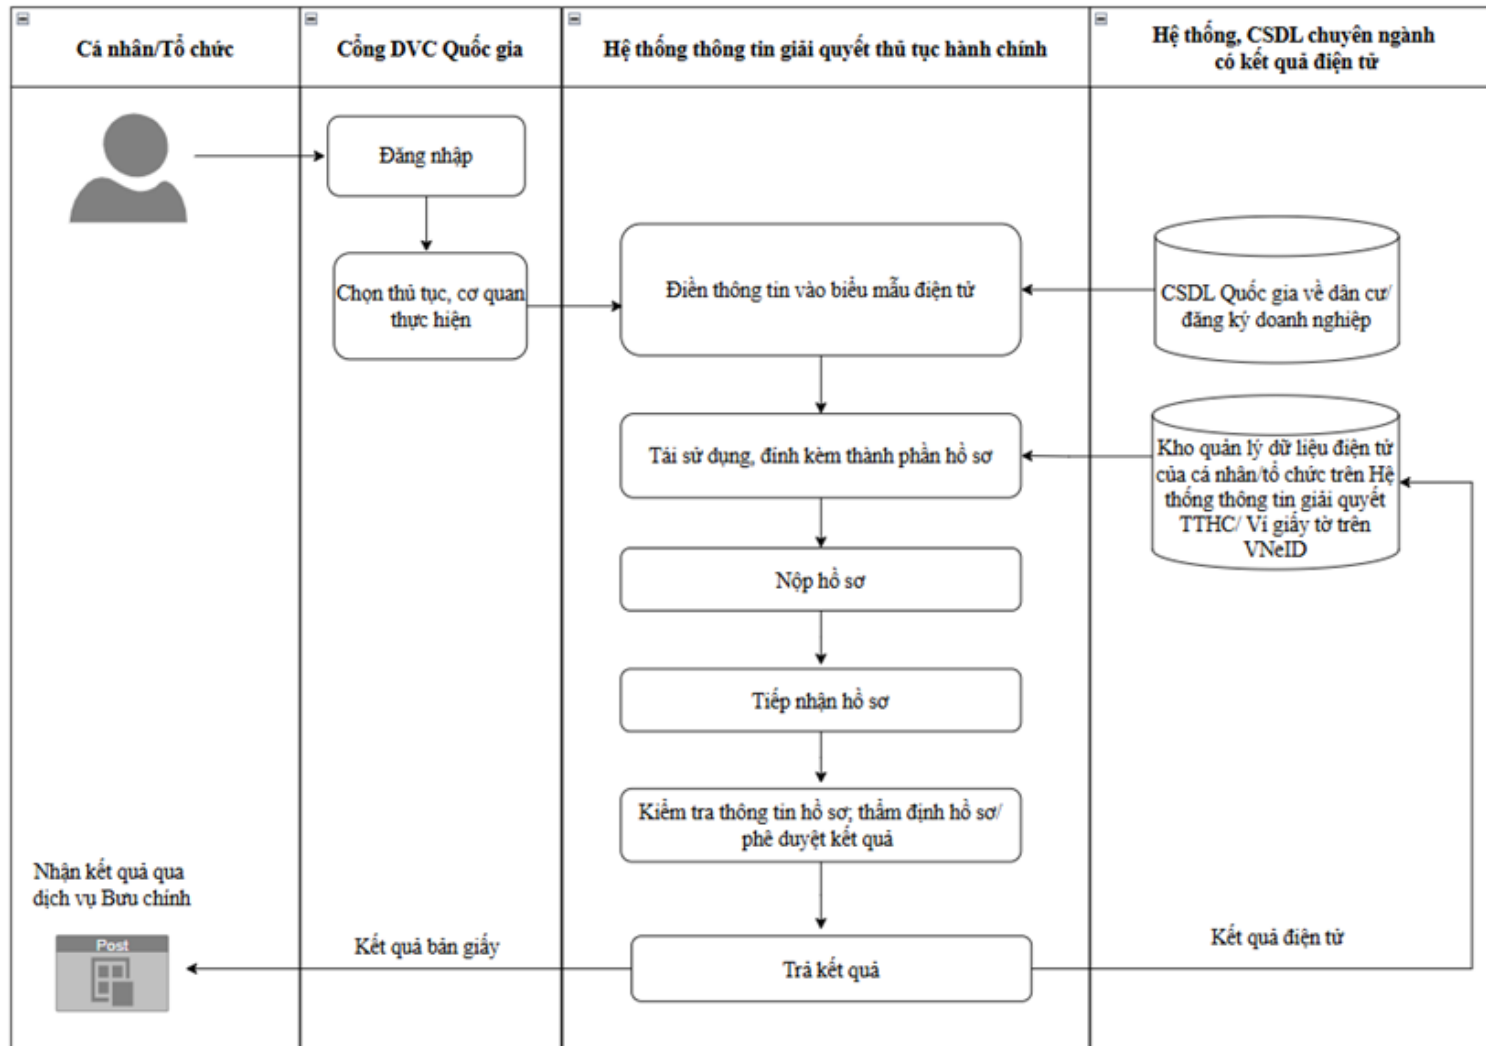 Cá nhân/Tổ chức
Cổng DVC Quốc gia
Hệ thống thông tin giải quyết thủ tục hành chính
Hệ thống, CSDL chuyên ngành
có kết quả điện tử
Đăng nhập
Chọn thủ tục, cơ quan
thực hiện
Điền thông tin vào biểu mẫu điện tử
CSDL Quốc gia về dân cư/
đăng ký doanh nghiệp
Tái sử dụng, đính kèm thành phần hồ sơ
Kho quản lý dữ liệu điện tử
của cá nhân/tổ chức trên Hệ
thống thông tin giải quyết
TTHC/ Ví giấy tờ trên
VNeID
Nộp hồ sơ
Tiếp nhận hồ sơ
Kiểm tra thông tin hồ sơ; thẩm định hồ sơ/
phê duyệt kết quả
Nhận kết quả qua
dịch vụ Bưu chính
Post
Kết quả bản giấy
Trả kết quả
Kết quả điện tử